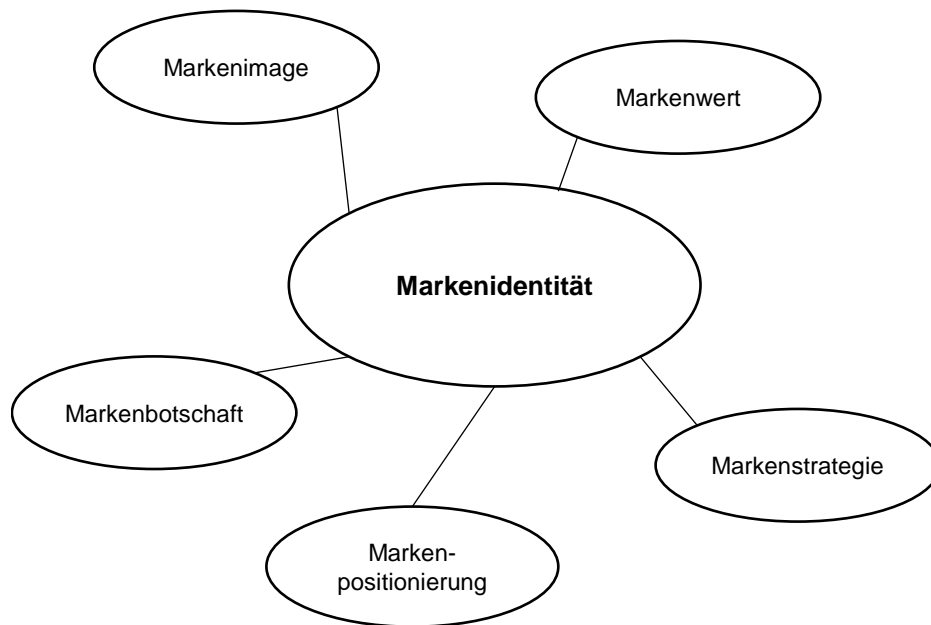 Markenimage
Markenwert
Markenidentität
Markenbotschaft
Markenstrategie
Marken-
positionierung